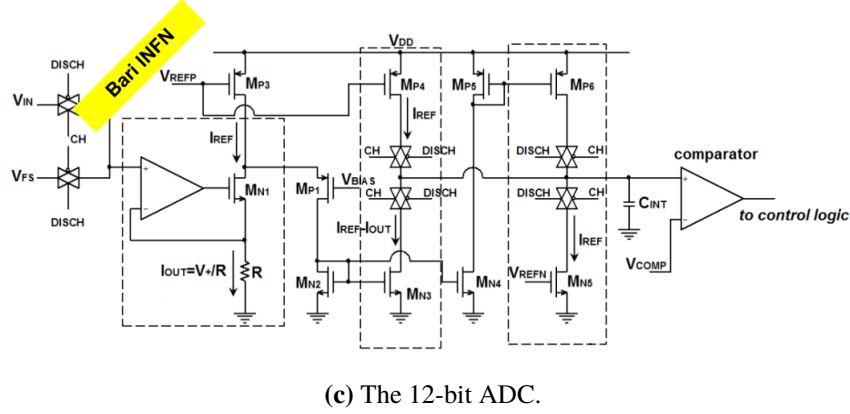 Bari INFN
DISCH
VIN
CH
VFS
DISCH
VDD
VREFP
MP3
MP4
MP5
MP6
IREF
IREF
CH
DISCH
DISCH
CH
+
−
MN1
MP1
VBIAS
CH
DISCH
DISCH
CH
comparator
+
−
CINT
to control logic
IREF-IOUT
IREF
VCOMP
IOUT=V+/R
R
MN2
MN3
MN4
VREFN
MN5
(c) The 12-bit ADC.